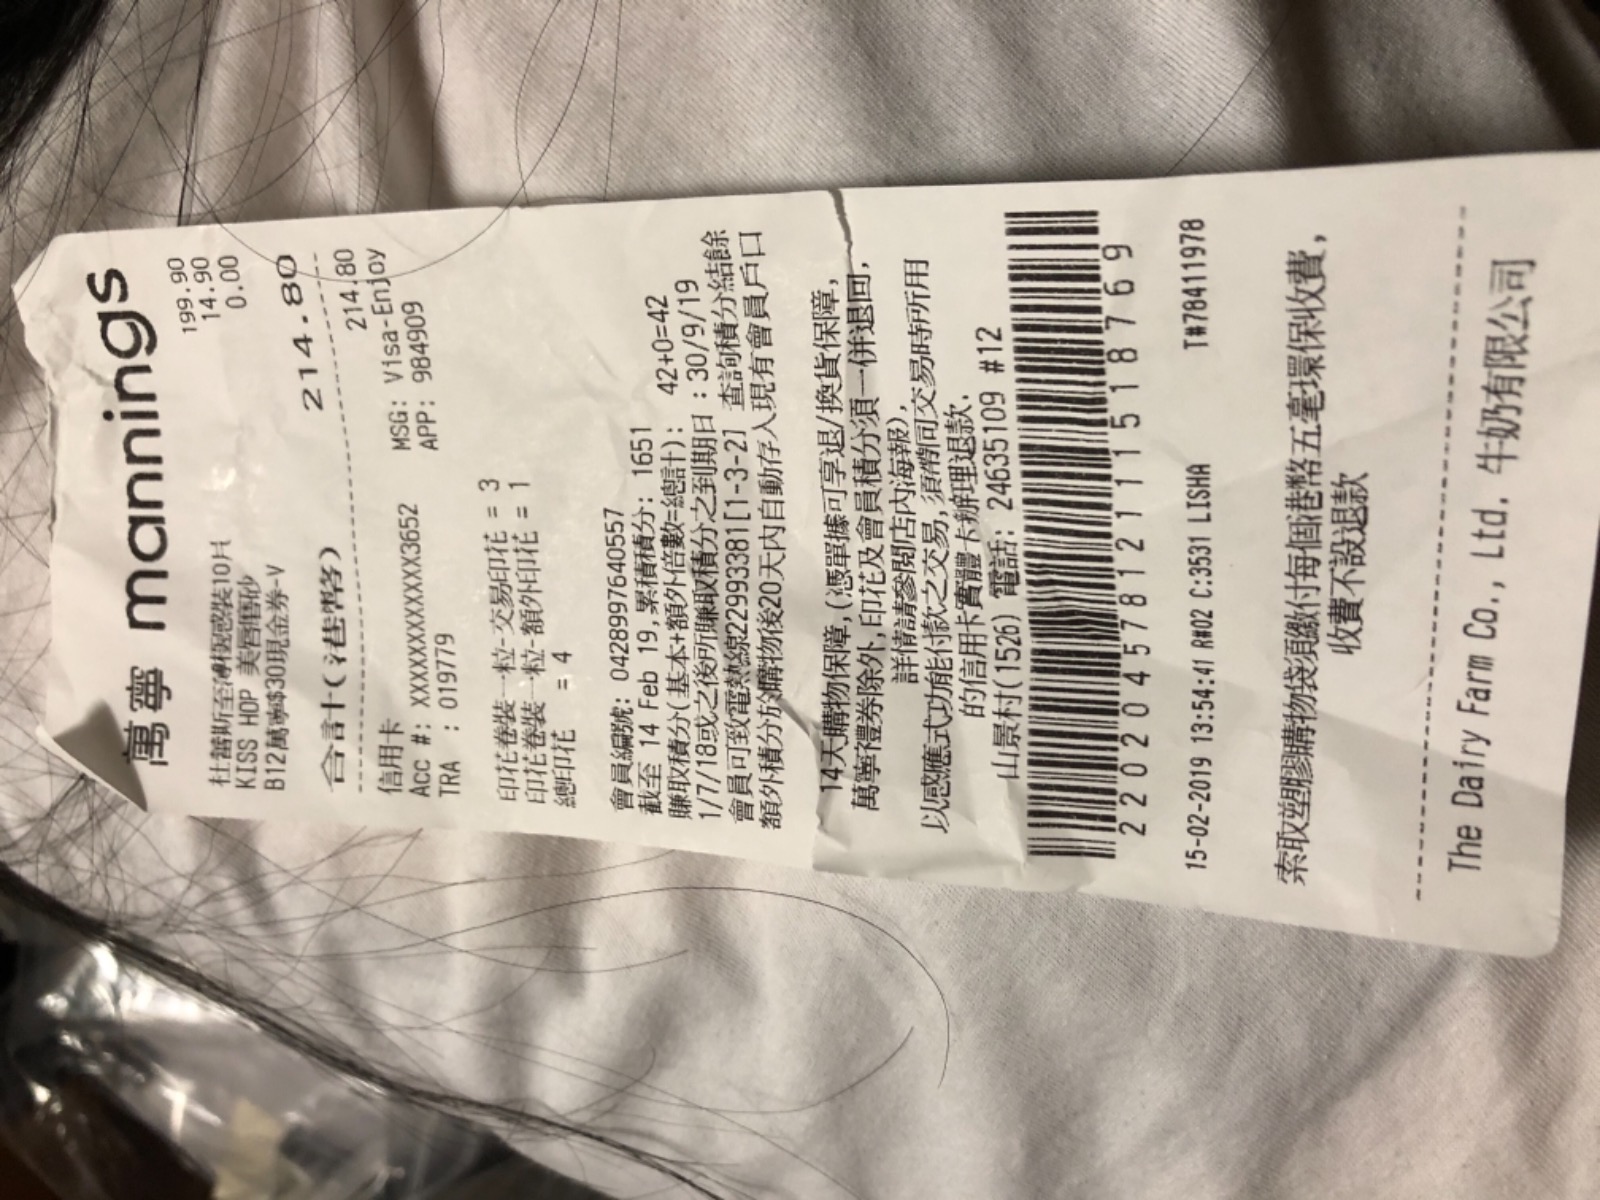 萬寧 mannings
杜蕾斯至薄極感裝10片 199.90
KISS HOP 美唇磨砂 14.90
B12萬寧$30現金券-V 0.00
合計(港幣) 214.80
信用卡 214.80
Acc #: XXXXXXXXXXXX3652 MSG: Visa-Enjoy
TRA : 019779 APP: 984909
印花卷裝一粒-交易印花 = 3
印花卷裝一粒-額外印花 = 1
總印花 = 4
會員編號: 0428997640557
截至 14 Feb 19,累積積分: 1651
賺取積分(基本+額外倍數=總計): 42+0=42
1/7/18或之後所賺取積分之到期日:30/9/19
會員可致電熱線22993381[1-3-2] 查詢積分結餘
額外積分於購物後20天內自動存入現有會員戶口
14天購物保障,(憑單據可享退/換貨保障,
萬寧禮券除外,印花及會員積分須一併退回,
詳情請參閱店內海報),
以感應式功能付款之交易,須帶同交易時所用
的信用卡實體卡辦理退款.
山景村(1526) 電話: 24635109 #12
22020457812111518769
15-02-2019 13:54:41 R#02 C:3531 LISHA T#78411978
索取塑膠購物袋須繳付每個港幣五毫環保收費,
收費不設退款
The Dairy Farm Co., Ltd. 牛奶有限公司